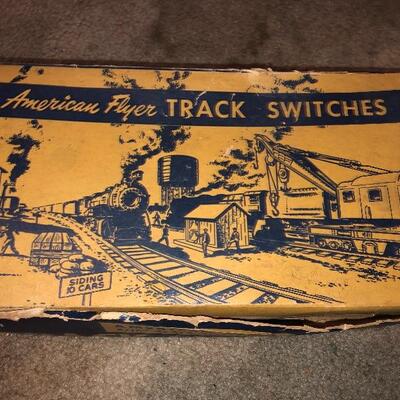 American Flyer TRACK SWITCHES
SIDING
10 CARS